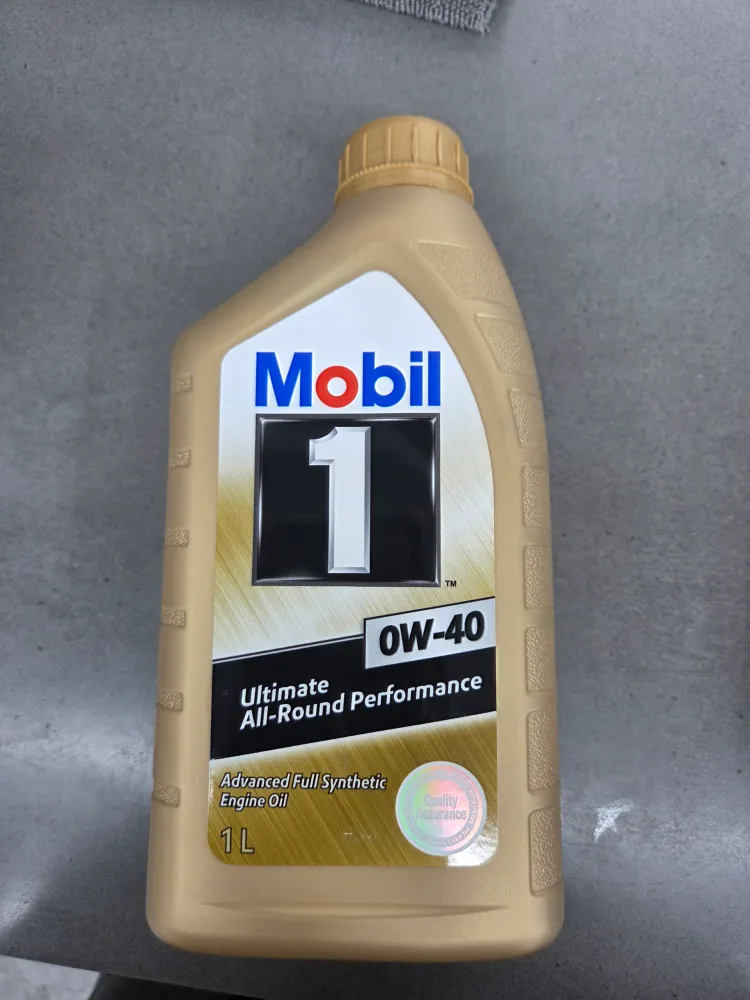 Mobil
1
TM
0W-40
Ultimate
All-Round Performance
Advanced Full Synthetic
Engine Oil
1 L
Quality
Assurance